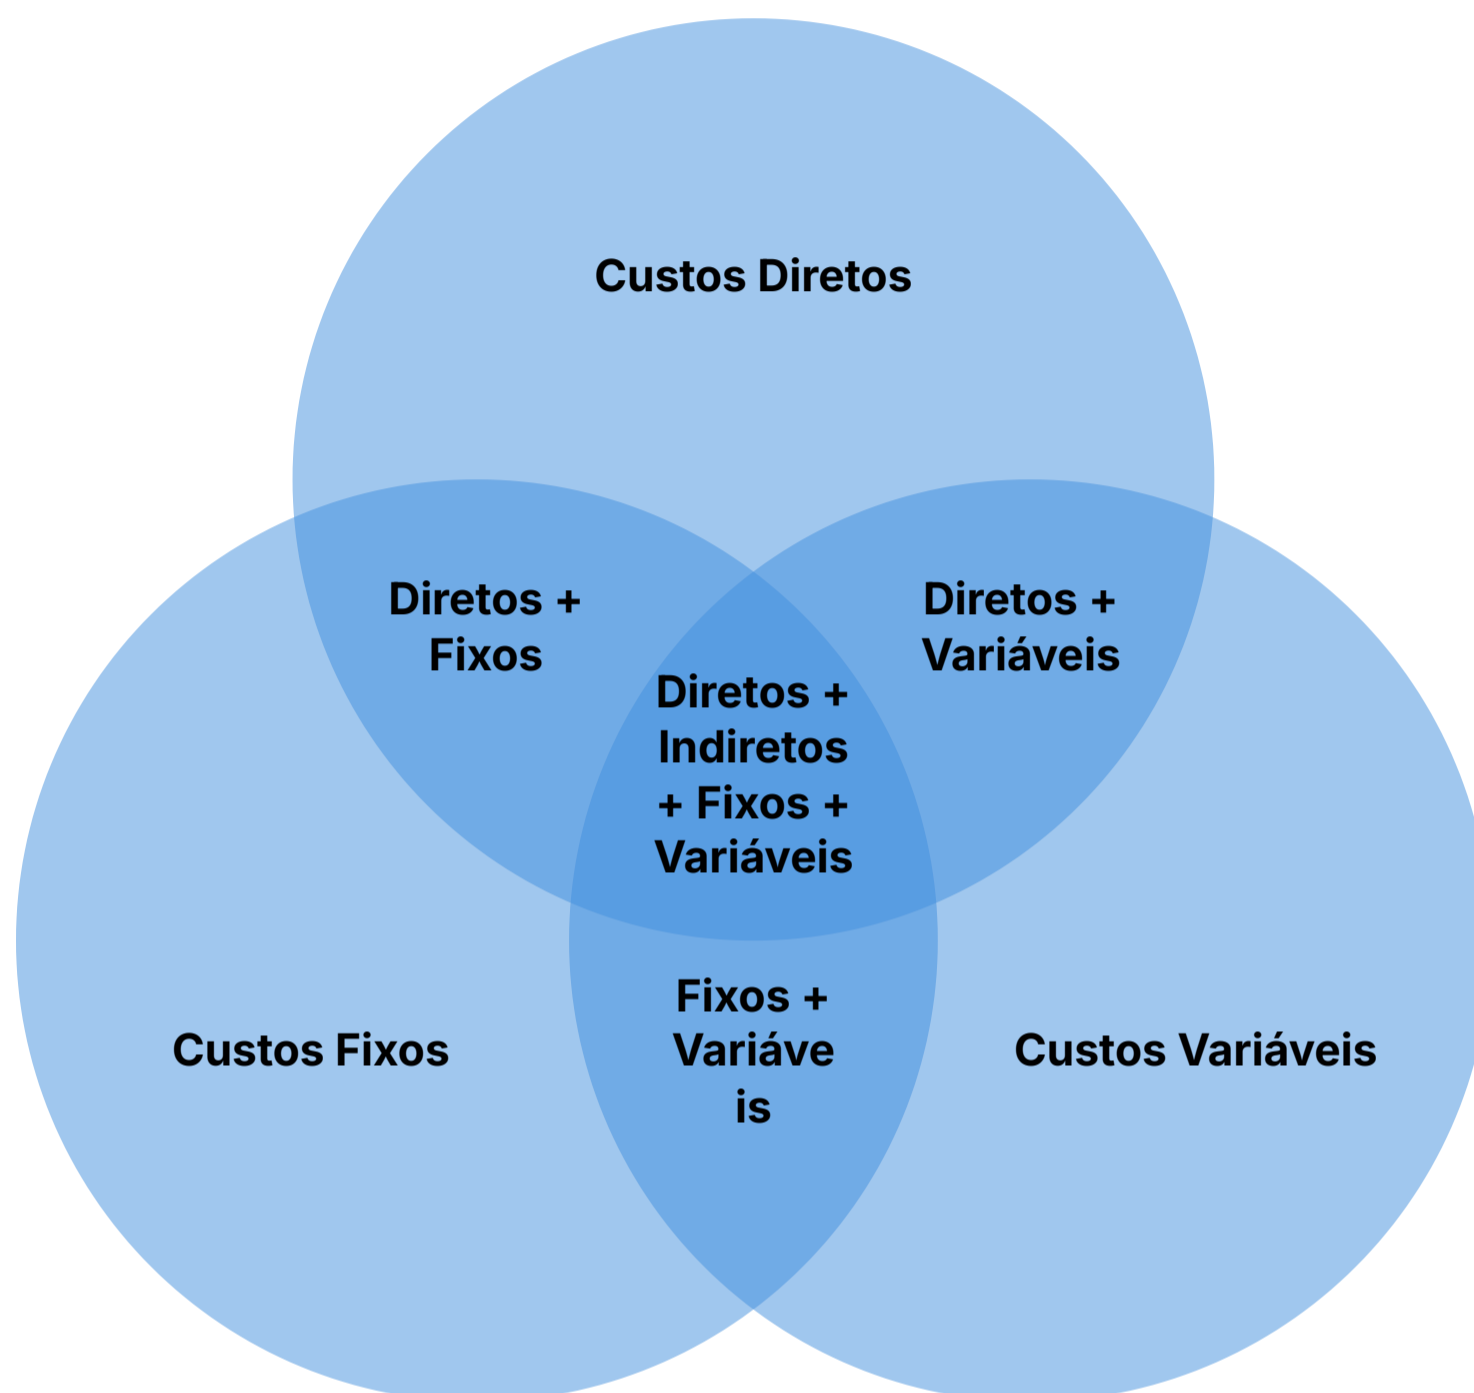 Custos Diretos
Diretos +
Fixos
Diretos +
Variáveis
Diretos +
Indiretos
+ Fixos +
Variáveis
Fixos +
Variáve
is
Custos Fixos
Custos Variáveis